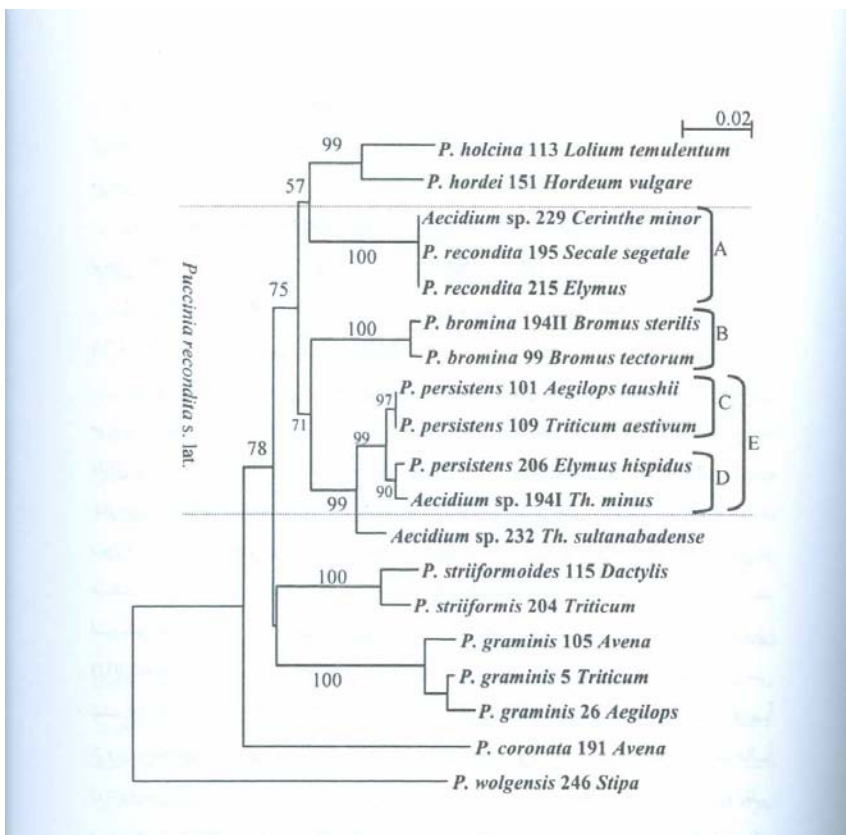 0.02
99
P. holcina 113 Lolium temulentum
P. hordei 151 Hordeum vulgare
57
Aecidium sp. 229 Cerinthe minor
P. recondita 195 Secale segetale
100
P. recondita 215 Elymus
A
75
Puccinia recondita s. lat.
P. bromina 194II Bromus sterilis
100
P. bromina 99 Bromus tectorum
B
P. persistens 101 Aegilops taushii
97
P. persistens 109 Triticum aestivum
C
E
71
99
P. persistens 206 Elymus hispidus
D
90
Aecidium sp. 194I Th. minus
99
78
Aecidium sp. 232 Th. sultanabadense
P. striiformoides 115 Dactylis
100
P. striiformis 204 Triticum
P. graminis 105 Avena
100
P. graminis 5 Triticum
P. graminis 26 Aegilops
P. coronata 191 Avena
P. wolgensis 246 Stipa